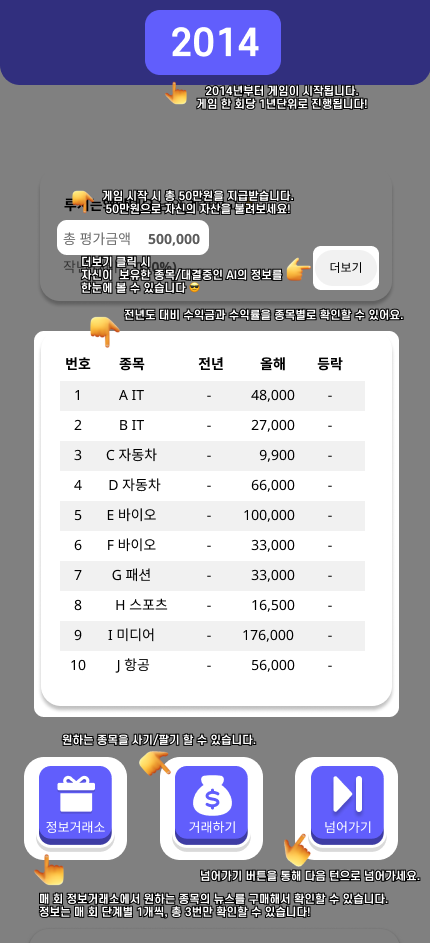 2014
2014년부터 게임이 시작됩니다.
게임 한 회당 1년단위로 진행됩니다!
게임 시작 시 총 50만원을 지급받습니다.
50만원으로 자신의 자산을 불려보세요!
총 평가금액 500,000
더보기 클릭 시
자신이 보유한 종목/대결중인 AI의 정보를
한눈에 볼 수 있습니다 😎
더보기
전년도 대비 수익금과 수익률을 종목별로 확인할 수 있어요.
번호 종목 전년 올해 등락
1 A IT - 48,000 -
2 B IT - 27,000 -
3 C 자동차 - 9,900 -
4 D 자동차 - 66,000 -
5 E 바이오 - 100,000 -
6 F 바이오 - 33,000 -
7 G 패션 - 33,000 -
8 H 스포츠 - 16,500 -
9 I 미디어 - 176,000 -
10 J 항공 - 56,000 -
원하는 종목을 사기/팔기 할 수 있습니다.
정보거래소 거래하기 넘어가기
넘어가기 버튼을 통해 다음 턴으로 넘어가세요.
매 회 정보거래소에서 원하는 종목의 뉴스를 구매해서 확인할 수 있습니다.
정보는 매 회 단계별 1개씩, 총 3번만 확인할 수 있습니다!